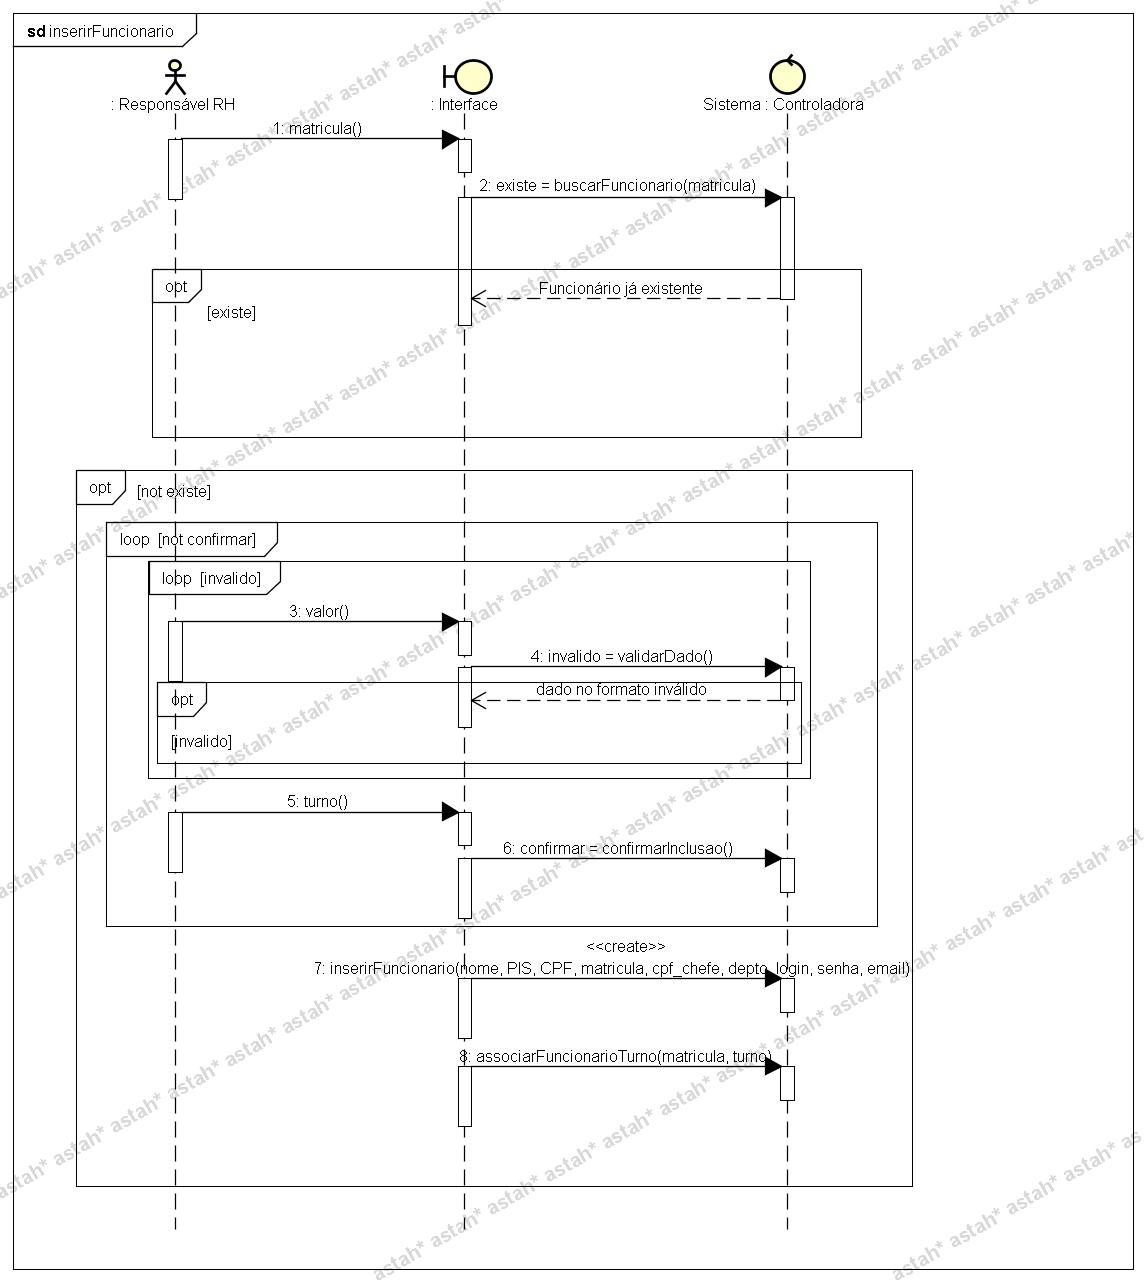 sd inserirFuncionario
: Responsável RH
: Interface
Sistema : Controladora
1: matricula()
2: existe = buscarFuncionario(matricula)
opt
Funcionário já existente
[existe]
opt
[not existe]
loop [not confirmar]
loop [invalido]
3: valor()
4: invalido = validarDado()
dado no formato inválido
opt
[invalido]
5: turno()
6: confirmar = confirmarInclusao()
<<create>>
7: inserirFuncionario(nome, PIS, CPF, matricula, cpf_chefe, depto, login, senha, email)
8: associarFuncionarioTurno(matricula, turno)
astah* astah* astah* astah* astah* astah* astah* astah* astah*